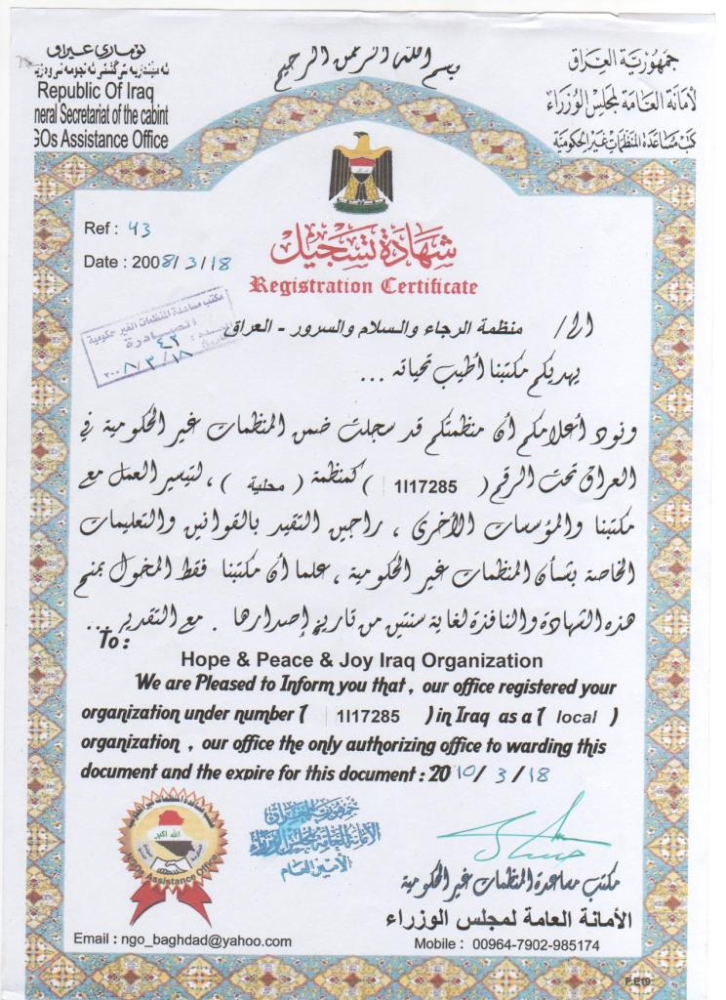 بسم الله الرحمن الرحيم
جمهورية العراق
الأمانة العامة لمجلس الوزراء
مكتب مساعدة المنظمات غير الحكومية
كۆماری عیراق
Republic Of Iraq
neral Secretariat of the cabint
GOs Assistance Office
Ref : 43
Date : 2008/3/18
شهادة تسجيل
Registration Certificate
مكتب مساعدة المنظمات الغير حكومية
الصادرة
العدد : ٤٣
٢٠٠٨/٣/١٨
الى/ منظمة الرجاء والسلام والسرور - العراق
يهديكم مكتبنا أطيب تحياته ...
ونود أعلامكم أن منظمتكم قد سجلت ضمن المنظمات غير الحكومية في
العراق تحت الرقم ( 1I17285 ) كمنظمة ( محلية ) ، لتيسير العمل مع
مكتبنا والمؤسسات الأخرى ، راجين التقيد بالقوانين والتعليمات
الخاصة بشأن المنظمات غير الحكومية ، علما أن مكتبنا فقط المخول بمنح
هذه الشهادة والنافذة لغاية سنتين من تاريخ إصدارها . مع التقدير ...
To:
Hope & Peace & Joy Iraq Organization
We are Pleased to Inform you that , our office registered your
organization under number ( 1I17285 ) in Iraq as a ( local )
organization , our office the only authorizing office to warding this
document and the expire for this document : 2010/ 3 /18
الله اكبر
NGOs Assistance Office
جمهورية العراق
الأمانة العامة لمجلس الوزراء
الأمين العام
مكتب مساعدة المنظمات غير الحكومية
الأمانة العامة لمجلس الوزراء
Email : ngo_baghdad@yahoo.com
Mobile : 00964-7902-985174